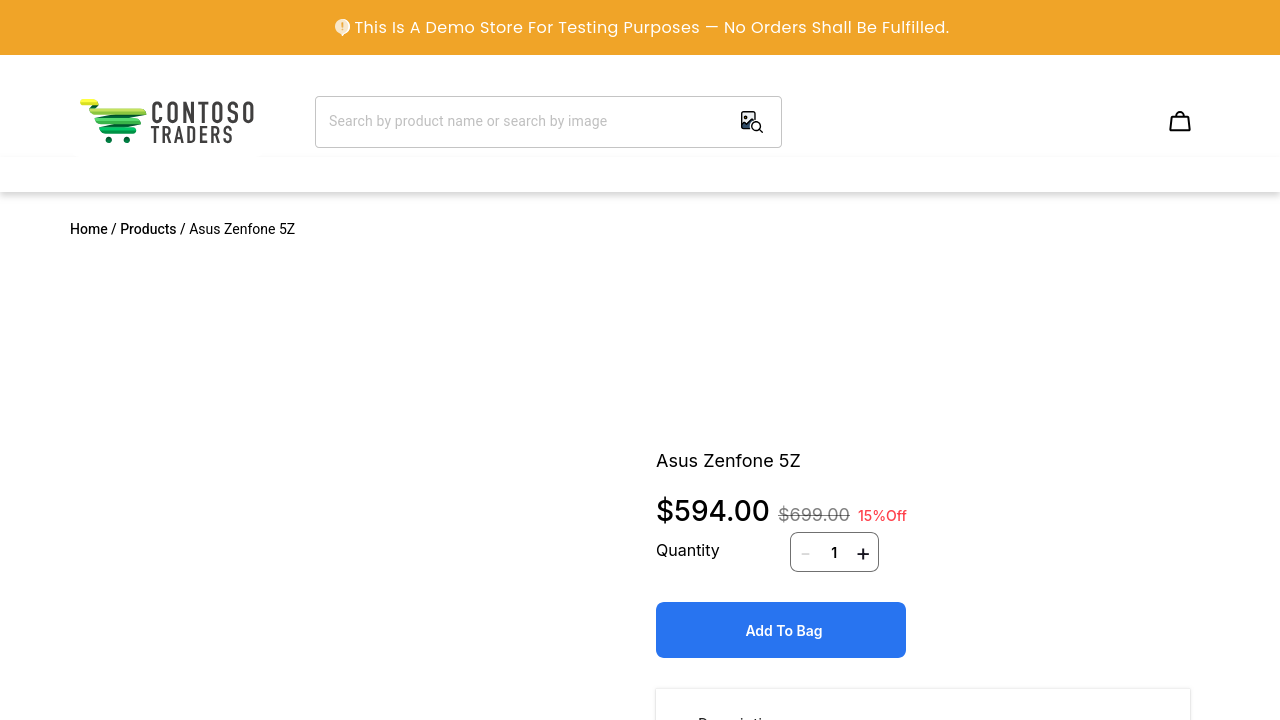 This Is A Demo Store For Testing Purposes — No Orders Shall Be Fulfilled.
CONTOSO
TRADERS
Search by product name or search by image
Home / Products / Asus Zenfone 5Z
Asus Zenfone 5Z
$594.00 $699.00 15%Off
Quantity - 1 +
Add To Bag